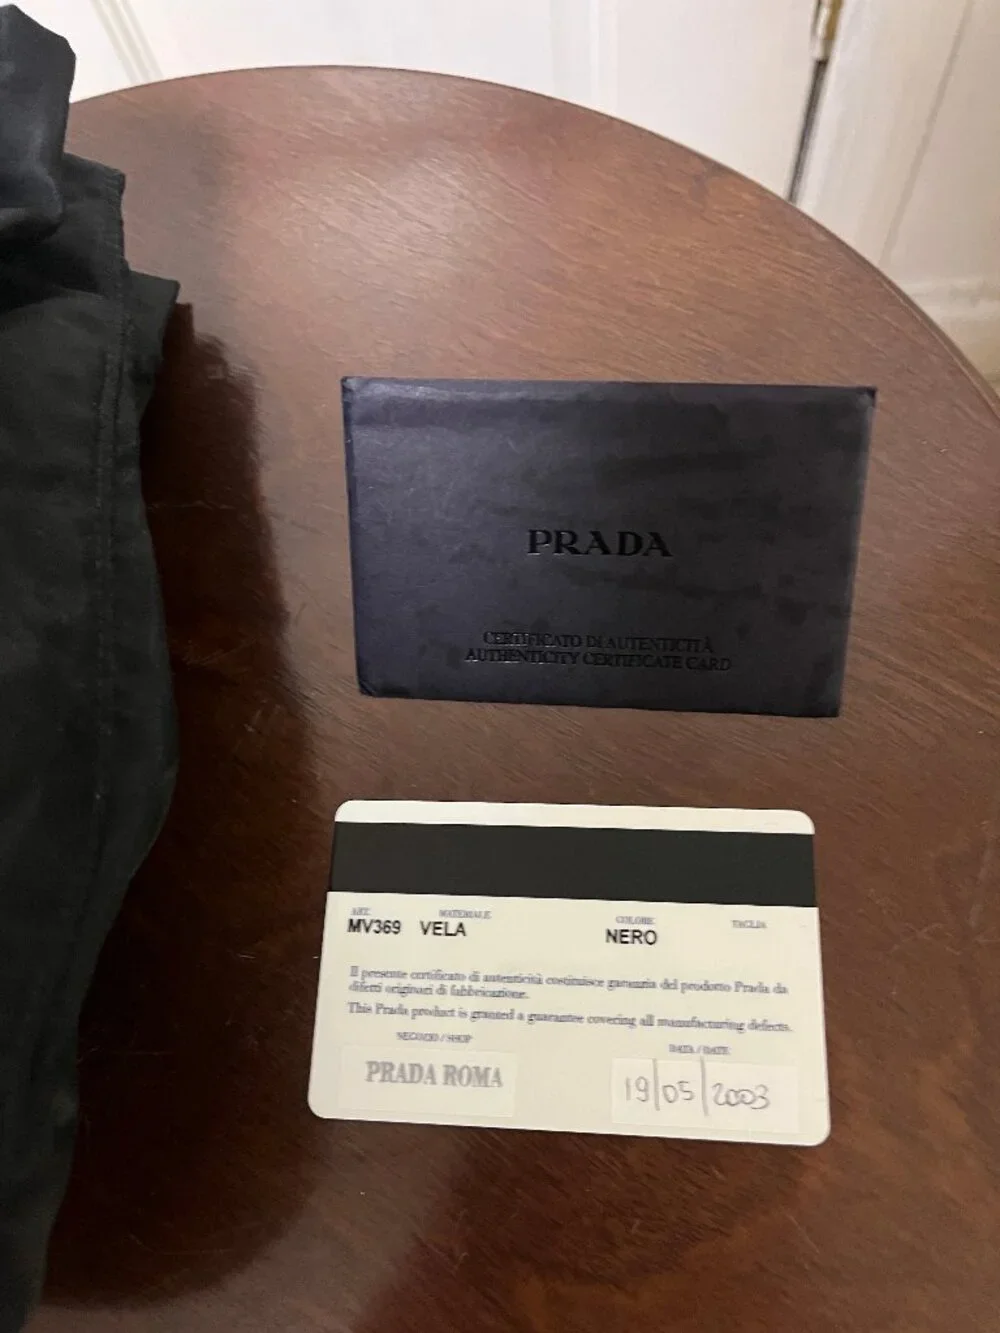 PRADA
CERTIFICATO DI AUTENTICITÀ
AUTHENTICITY CERTIFICATE CARD
ART. MATERIALE COLORE TAGLIA
MV369 VELA NERO
Il presente certificato di autenticità costituisce garanzia del prodotto Prada da
difetti originari di fabbricazione.
This Prada product is granted a guarantee covering all manufacturing defects.
NEGOZIO / SHOP DATA / DATE
PRADA ROMA 19/05/2003